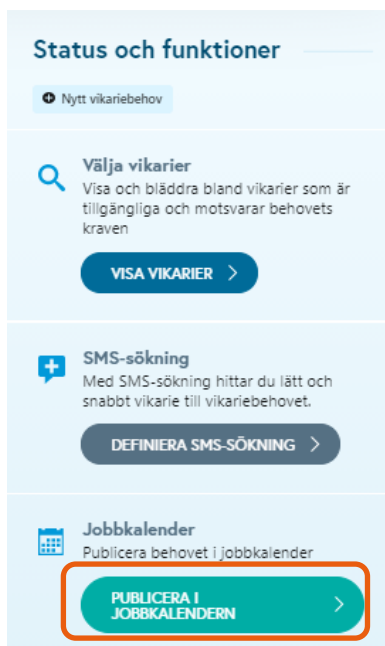 Status och funktioner
Nytt vikariebehov
Välja vikarier
Visa och bläddra bland vikarier som är
tillgängliga och motsvarar behovets
kraven
VISA VIKARIER
SMS-sökning
Med SMS-sökning hittar du lätt och
snabbt vikarie till vikariebehovet.
DEFINIERA SMS-SÖKNING
Jobbkalender
Publicera behovet i jobbkalender
PUBLICERA I
JOBBKALENDERN